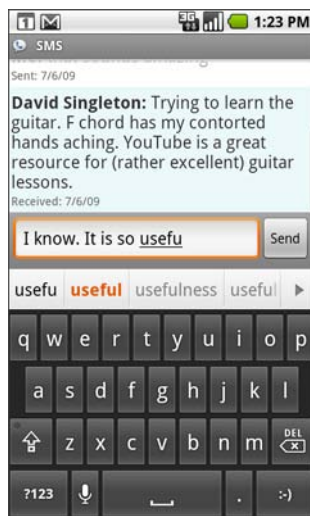 1 3G 1:23 PM
SMS
Sent: 7/6/09
David Singleton: Trying to learn the
guitar. F chord has my contorted
hands aching. YouTube is a great
resource for (rather excellent) guitar
lessons.
Received: 7/6/09
I know. It is so usefu Send
usefu useful usefulness useful
q w e r t y u i o p
a s d f g h j k l
z x c v b n m DEL
?123 . :-)